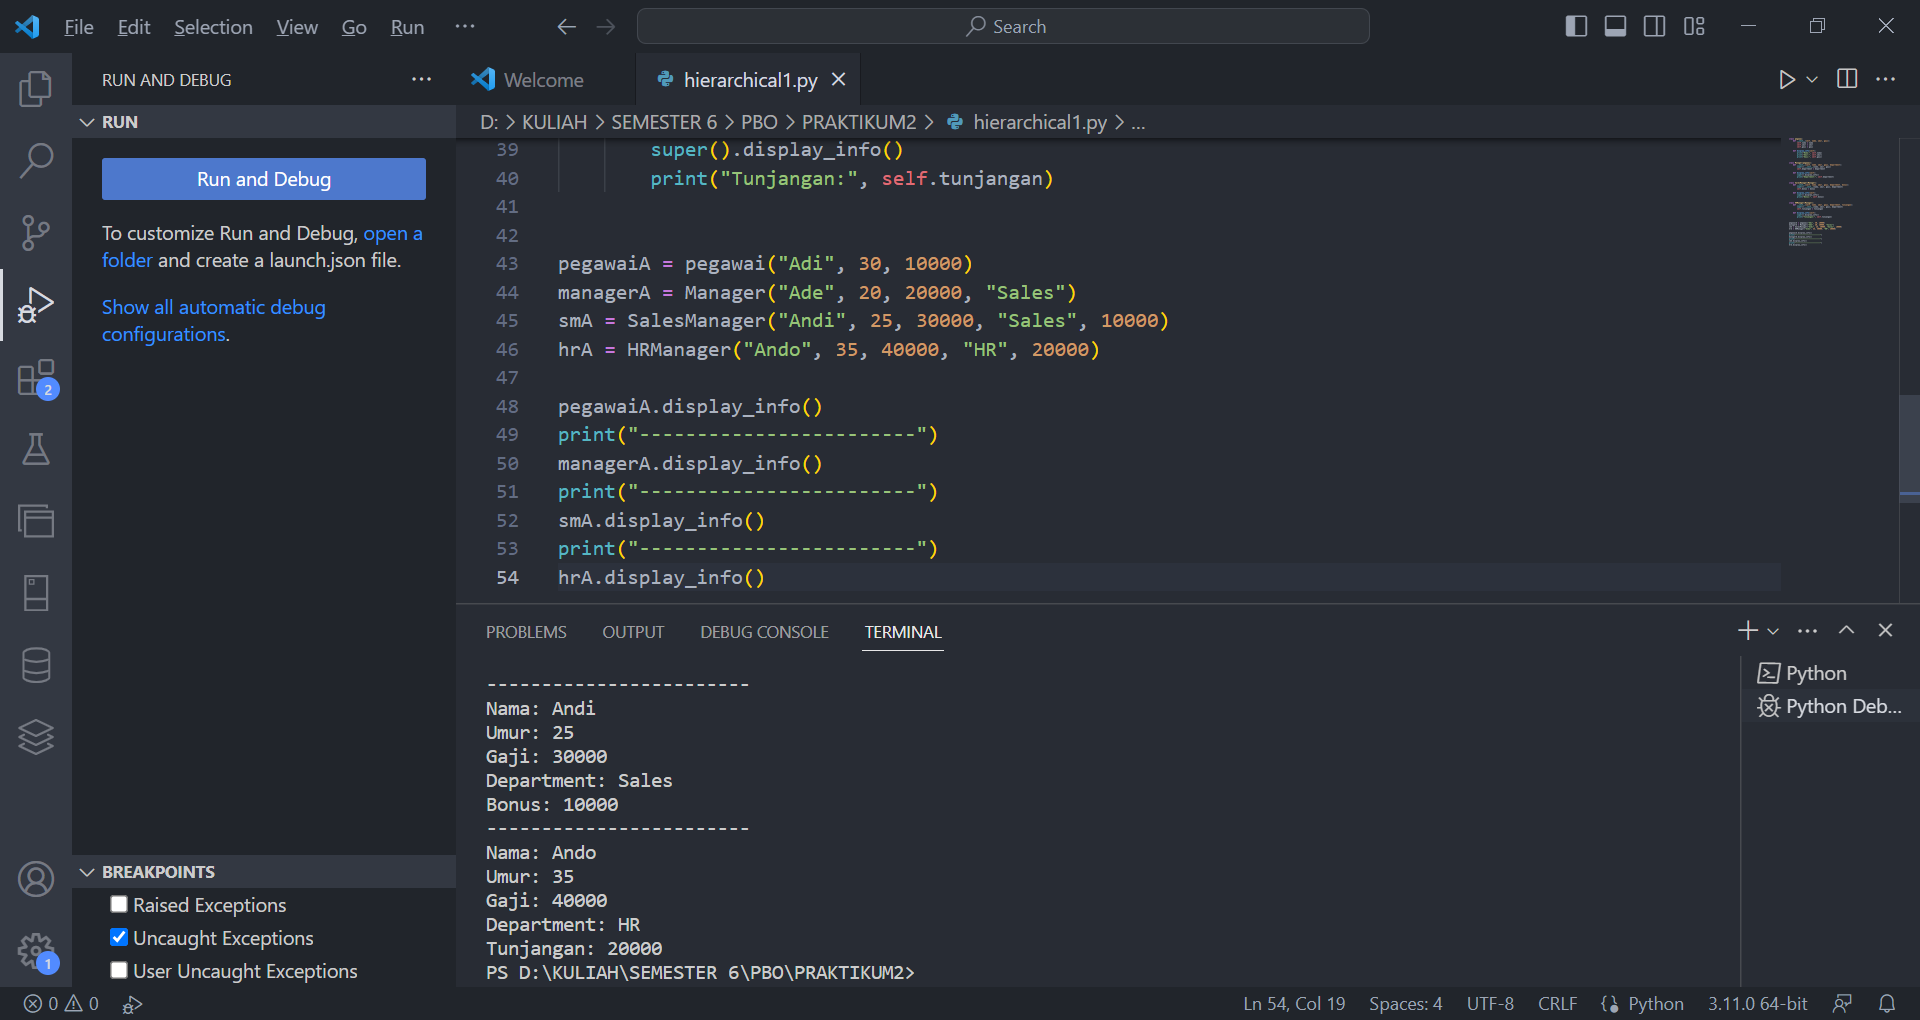 File Edit Selection View Go Run ··· Search
RUN AND DEBUG ···
RUN
Run and Debug
To customize Run and Debug, open a
folder and create a launch.json file.
Show all automatic debug
configurations.
2
BREAKPOINTS
Raised Exceptions
Uncaught Exceptions
User Uncaught Exceptions
1
Welcome hierarchical1.py
D: > KULIAH > SEMESTER 6 > PBO > PRAKTIKUM2 > hierarchical1.py > ...
39 super().display_info()
40 print("Tunjangan:", self.tunjangan)
41
42
43 pegawaiA = pegawai("Adi", 30, 10000)
44 managerA = Manager("Ade", 20, 20000, "Sales")
45 smA = SalesManager("Andi", 25, 30000, "Sales", 10000)
46 hrA = HRManager("Ando", 35, 40000, "HR", 20000)
47
48 pegawaiA.display_info()
49 print("------------------------")
50 managerA.display_info()
51 print("------------------------")
52 smA.display_info()
53 print("------------------------")
54 hrA.display_info()
PROBLEMS OUTPUT DEBUG CONSOLE TERMINAL
------------------------
Nama: Andi
Umur: 25
Gaji: 30000
Department: Sales
Bonus: 10000
------------------------
Nama: Ando
Umur: 35
Gaji: 40000
Department: HR
Tunjangan: 20000
PS D:\KULIAH\SEMESTER 6\PBO\PRAKTIKUM2>
Python
Python Deb...
0 0 Ln 54, Col 19 Spaces: 4 UTF-8 CRLF Python 3.11.0 64-bit